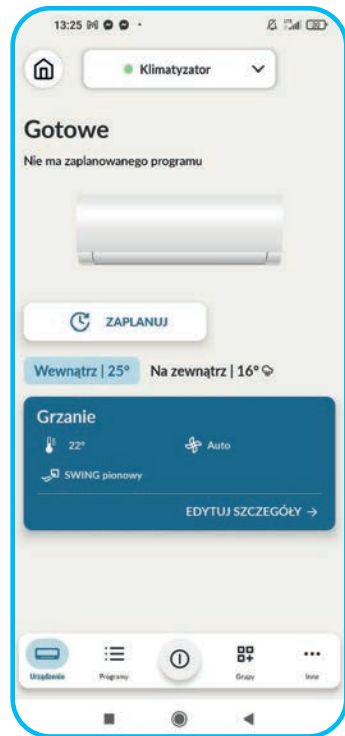 13:25
Klimatyzator
Gotowe
Nie ma zaplanowanego programu
ZAPLANUJ
Wewnątrz | 25° Na zewnątrz | 16°
Grzanie
22° Auto
SWING pionowy
EDYTUJ SZCZEGÓŁY →
Urządzenie Programy Grupy Inne